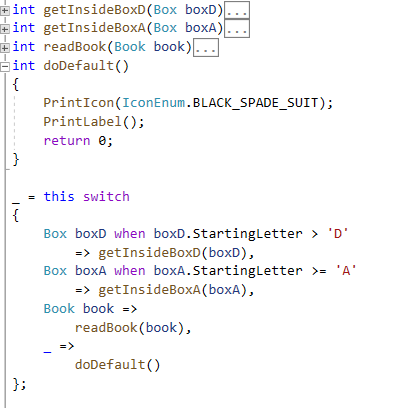 int getInsideBoxD(Box boxD)...
int getInsideBoxA(Box boxA)...
int readBook(Book book)...
int doDefault()
{
    PrintIcon(IconEnum.BLACK_SPADE_SUIT);
    PrintLabel();
    return 0;
}

_ = this switch
{
    Box boxD when boxD.StartingLetter > 'D'
        => getInsideBoxD(boxD),
    Box boxA when boxA.StartingLetter >= 'A'
        => getInsideBoxA(boxA),
    Book book =>
        readBook(book),
    _ =>
        doDefault()
};